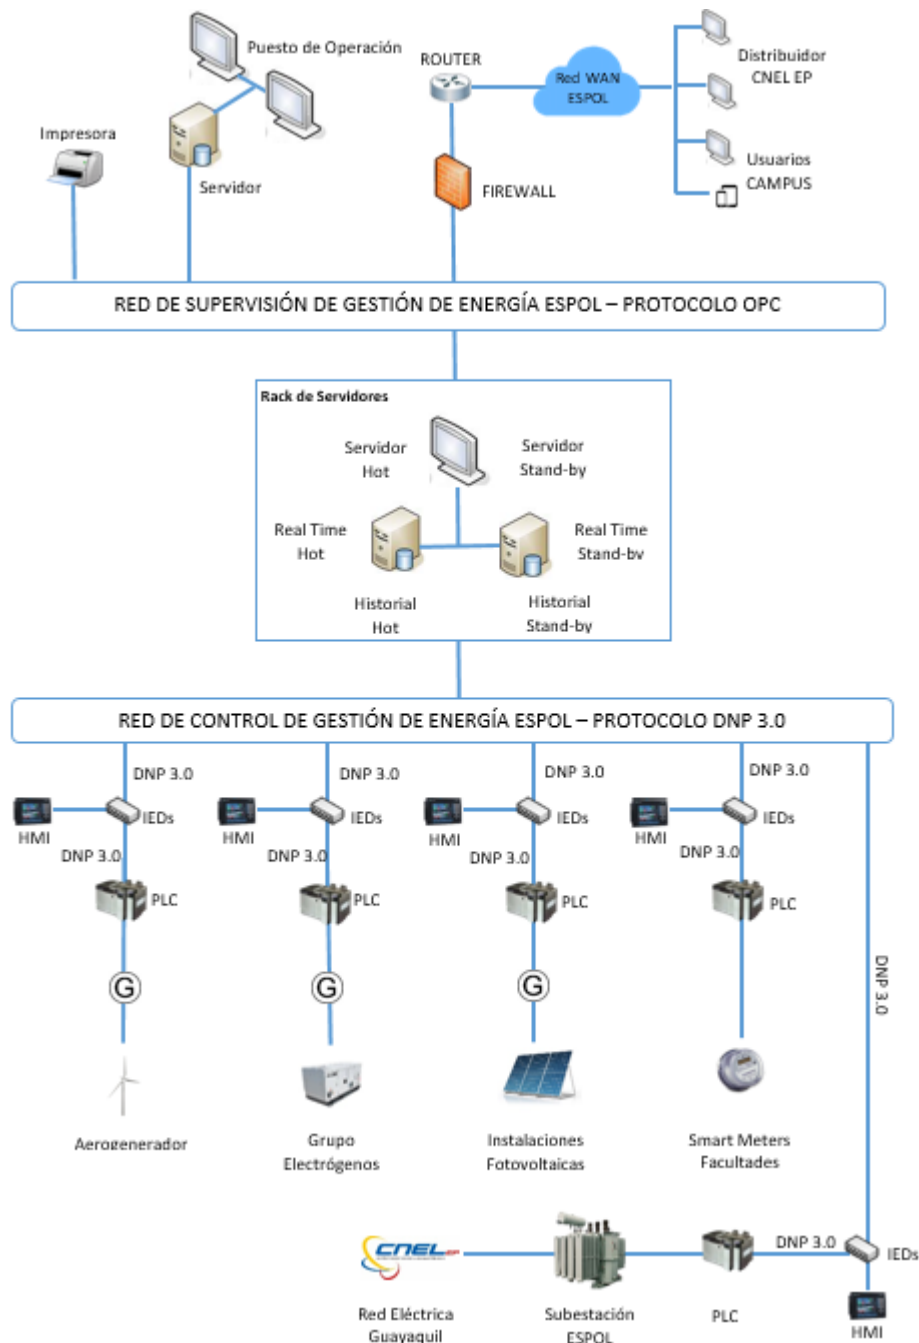 Puesto de Operación
ROUTER
Red WAN
ESPOL
Distribuidor
CNEL EP
Impresora
Servidor
FIREWALL
Usuarios
CAMPUS
RED DE SUPERVISIÓN DE GESTIÓN DE ENERGÍA ESPOL – PROTOCOLO OPC
Rack de Servidores
Servidor
Hot
Servidor
Stand-by
Real Time
Hot
Real Time
Stand-by
Historial
Hot
Historial
Stand-by
RED DE CONTROL DE GESTIÓN DE ENERGÍA ESPOL – PROTOCOLO DNP 3.0
DNP 3.0
DNP 3.0
DNP 3.0
DNP 3.0
HMI
IEDs
HMI
IEDs
HMI
IEDs
HMI
IEDs
DNP 3.0
DNP 3.0
DNP 3.0
DNP 3.0
PLC
PLC
PLC
PLC
DNP 3.0
G
G
G
Aerogenerador
Grupo
Electrógenos
Instalaciones
Fotovoltaicas
Smart Meters
Facultades
CNEL EP
DNP 3.0
IEDs
Red Eléctrica
Guayaquil
Subestación
ESPOL
PLC
HMI